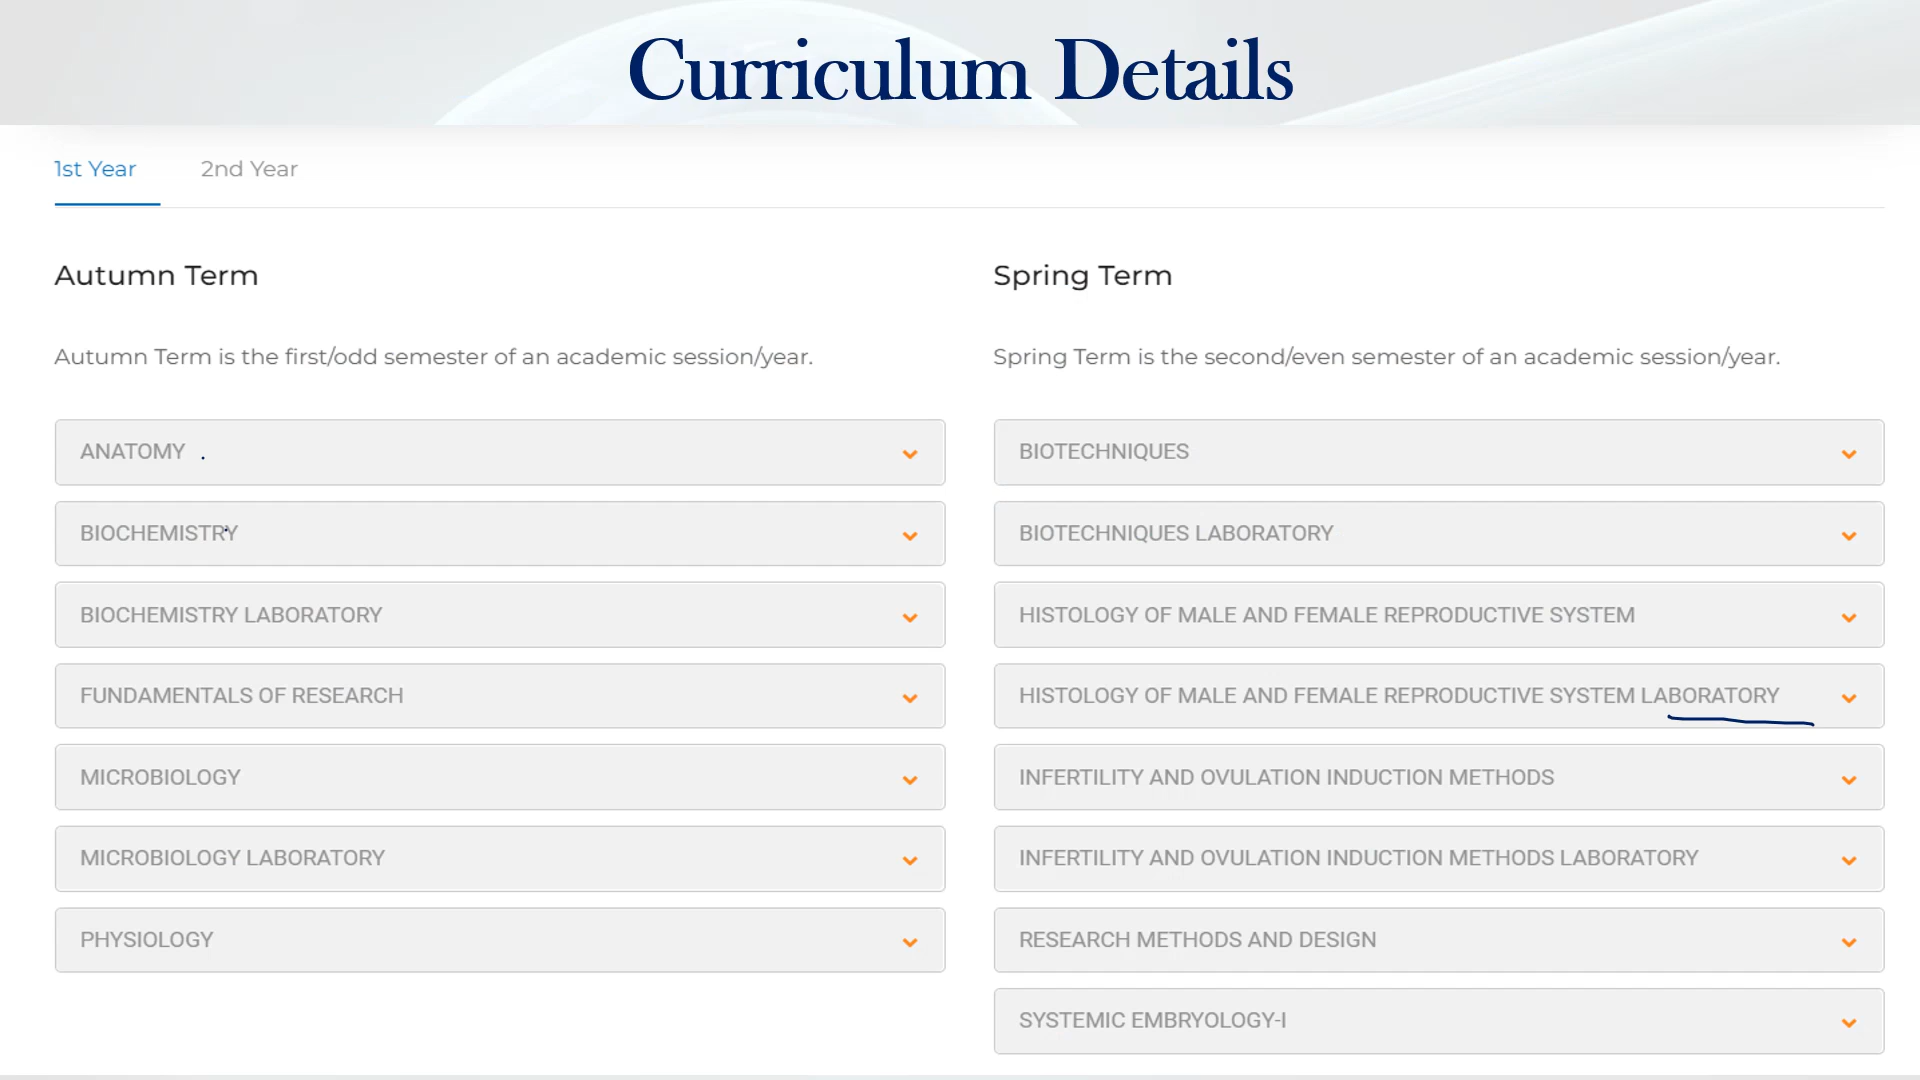 Curriculum Details
1st Year
2nd Year
Autumn Term
Autumn Term is the first/odd semester of an academic session/year.
ANATOMY
BIOCHEMISTRY
BIOCHEMISTRY LABORATORY
FUNDAMENTALS OF RESEARCH
MICROBIOLOGY
MICROBIOLOGY LABORATORY
PHYSIOLOGY
Spring Term
Spring Term is the second/even semester of an academic session/year.
BIOTECHNIQUES
BIOTECHNIQUES LABORATORY
HISTOLOGY OF MALE AND FEMALE REPRODUCTIVE SYSTEM
HISTOLOGY OF MALE AND FEMALE REPRODUCTIVE SYSTEM LABORATORY
INFERTILITY AND OVULATION INDUCTION METHODS
INFERTILITY AND OVULATION INDUCTION METHODS LABORATORY
RESEARCH METHODS AND DESIGN
SYSTEMIC EMBRYOLOGY-I